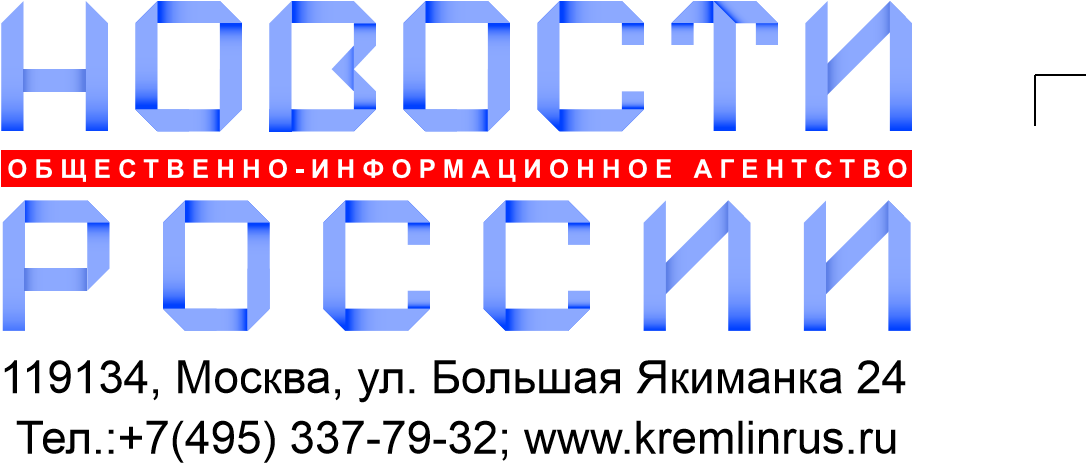 НОВОСТИ
ОБЩЕСТВЕННО-ИНФОРМАЦИОННОЕ АГЕНТСТВО
РОССИИ
119134, Москва, ул. Большая Якиманка 24
Тел.:+7(495) 337-79-32; www.kremlinrus.ru